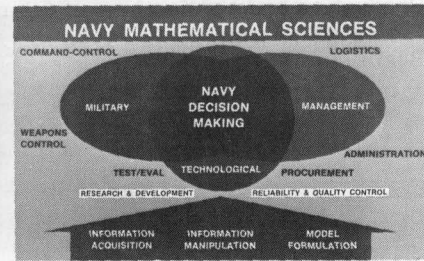 NAVY MATHEMATICAL SCIENCES
COMMAND-CONTROL
LOGISTICS
NAVY
DECISION
MAKING
MILITARY
MANAGEMENT
WEAPONS
CONTROL
ADMINISTRATION
TEST/EVAL
TECHNOLOGICAL
PROCUREMENT
RESEARCH & DEVELOPMENT
RELIABILITY & QUALITY CONTROL
INFORMATION
ACQUISITION
INFORMATION
MANIPULATION
MODEL
FORMULATION